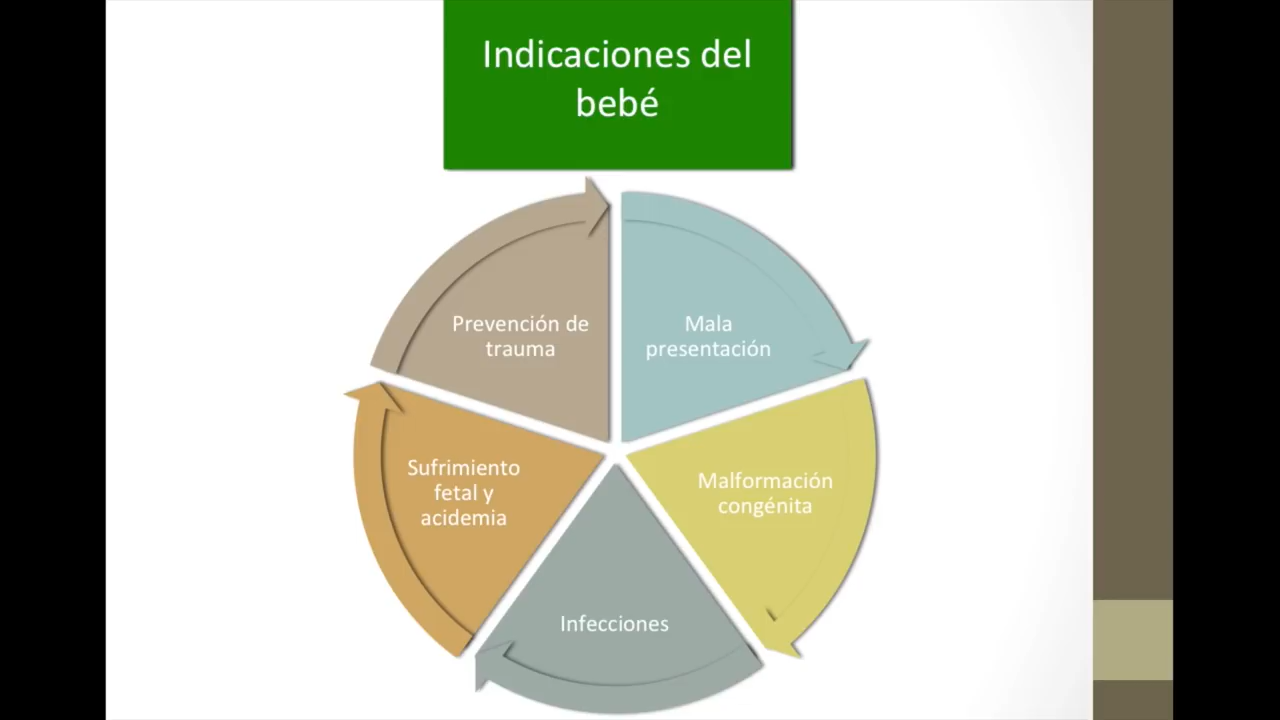 Indicaciones del
bebé
Prevención de
trauma
Mala
presentación
Sufrimiento
fetal y
acidemia
Malformación
congénita
Infecciones